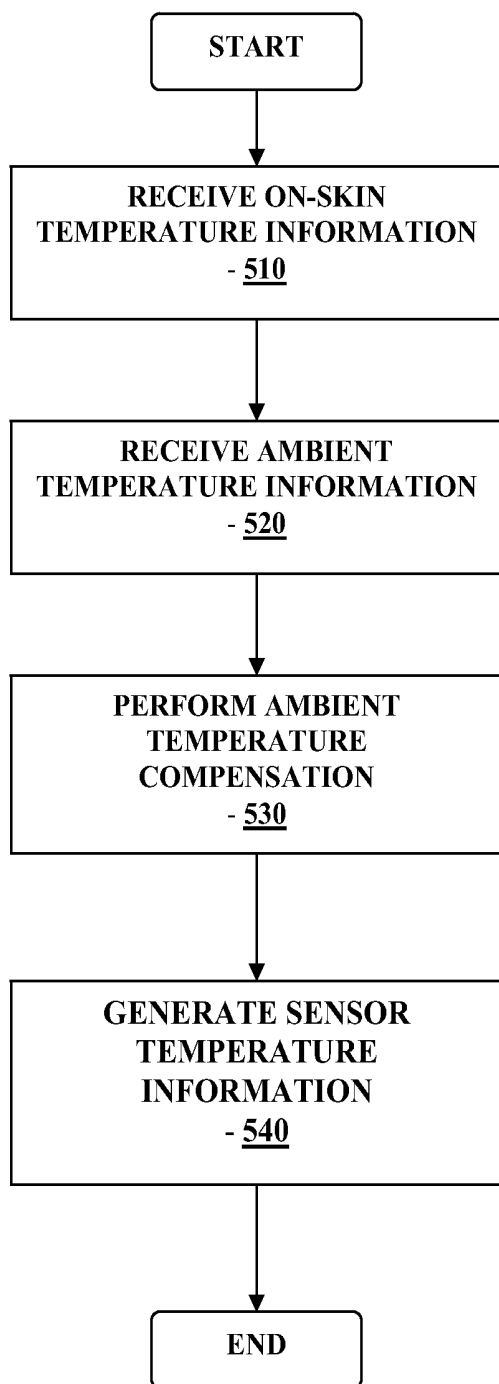 START
RECEIVE ON-SKIN
TEMPERATURE INFORMATION
- 510
RECEIVE AMBIENT
TEMPERATURE INFORMATION
- 520
PERFORM AMBIENT
TEMPERATURE
COMPENSATION
- 530
GENERATE SENSOR
TEMPERATURE
INFORMATION
- 540
END